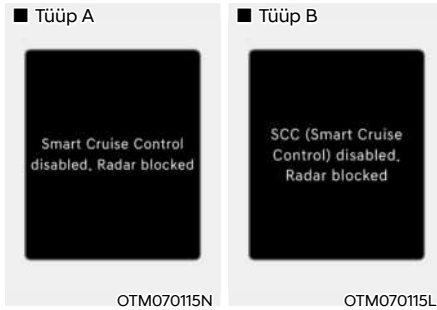 ■ Tüüp A
Smart Cruise Control
disabled, Radar blocked
OTM070115N
■ Tüüp B
SCC (Smart Cruise
Control) disabled,
Radar blocked
OTM070115L